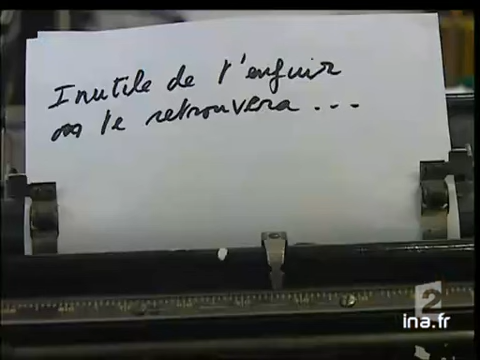 Inutile de t'enfuir
on te retrouvera ...
2
ina.fr